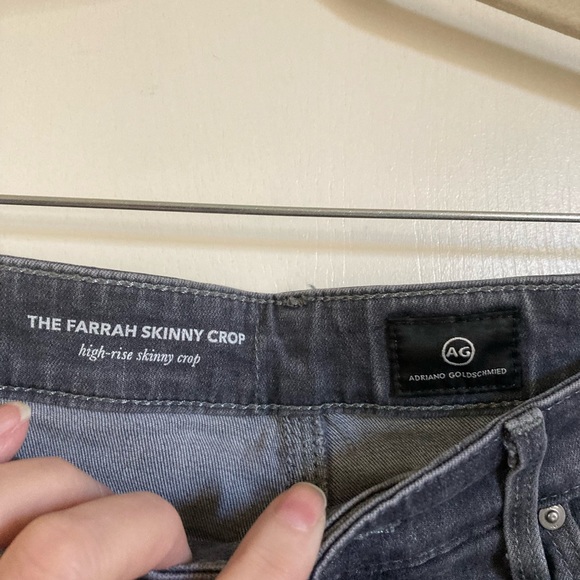 THE FARRAH SKINNY CROP
high-rise skinny crop
AG
ADRIANO GOLDSCHMIED